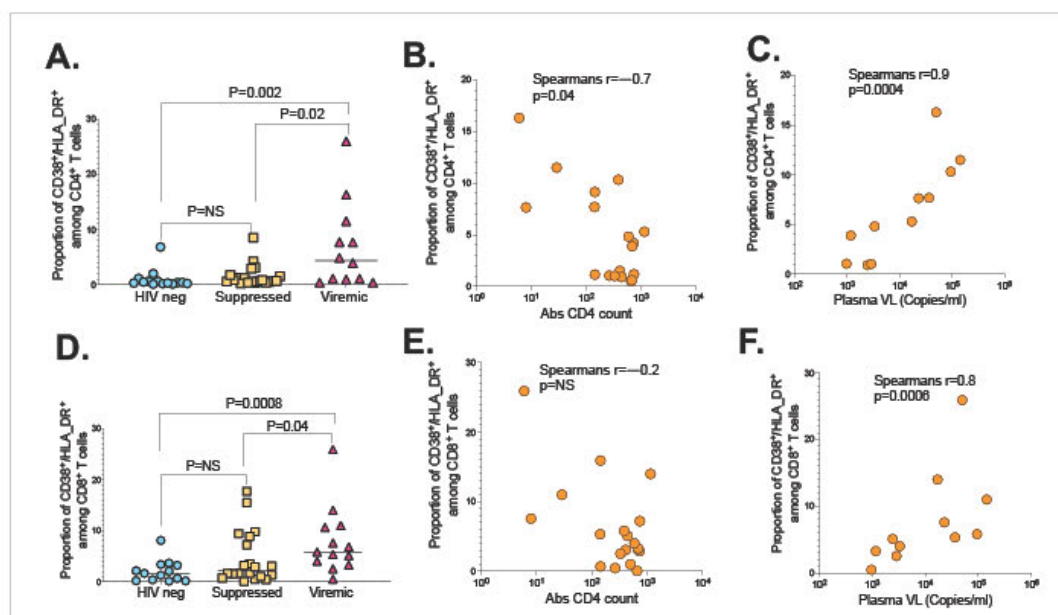 A.
P=0.002
P=0.02
P=NS
Proportion of CD38⁺/HLA_DR⁺
among CD4⁺ T cells
30
20
10
0
HIV neg
Suppressed
Viremic
B.
Spearmans r=−0.7
p=0.04
Proportion of CD38⁺/HLA_DR⁺
among CD4⁺ T cells
20
15
10
5
0
10⁰
10¹
10²
10³
10⁴
Abs CD4 count
C.
Spearmans r=0.9
p=0.0004
Proportion of CD38⁺/HLA_DR⁺
among CD4⁺ T cells
20
15
10
5
0
10²
10³
10⁴
10⁵
10⁶
10⁷
Plasma VL (Copies/ml)
D.
P=0.0008
P=0.04
P=NS
Proportion of CD38⁺/HLA_DR⁺
among CD8⁺ T cells
30
20
10
0
HIV neg
Suppressed
Viremic
E.
Spearmans r=−0.2
p=NS
Proportion of CD38⁺/HLA_DR⁺
among CD8⁺ T cells
30
20
10
0
10⁰
10¹
10²
10³
10⁴
Abs CD4 count
F.
Spearmans r=0.8
p=0.0006
Proportion of CD38⁺/HLA_DR⁺
among CD8⁺ T cells
30
20
10
0
10²
10³
10⁴
10⁵
10⁶
10⁷
Plasma VL (Copies/ml)